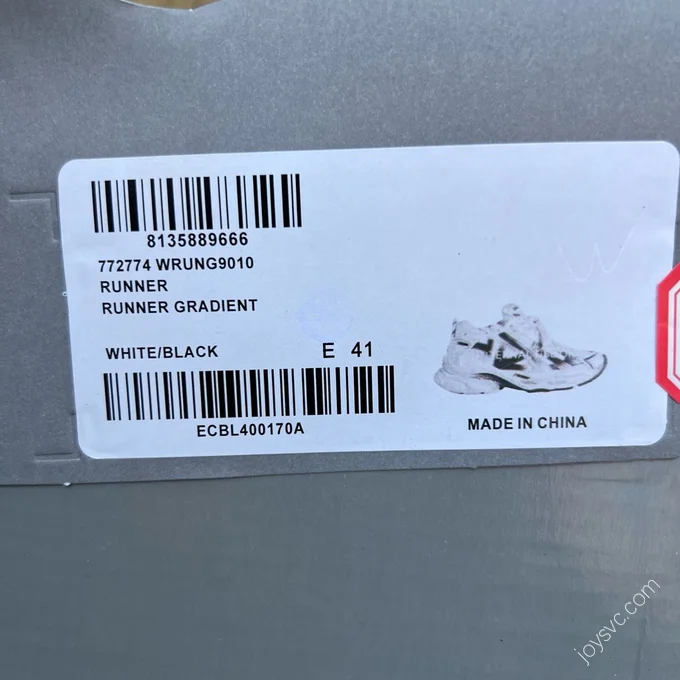 8135889666
772774 WRUNG9010
RUNNER
RUNNER GRADIENT
WHITE/BLACK E 41
ECBL400170A
MADE IN CHINA
joysvc.com